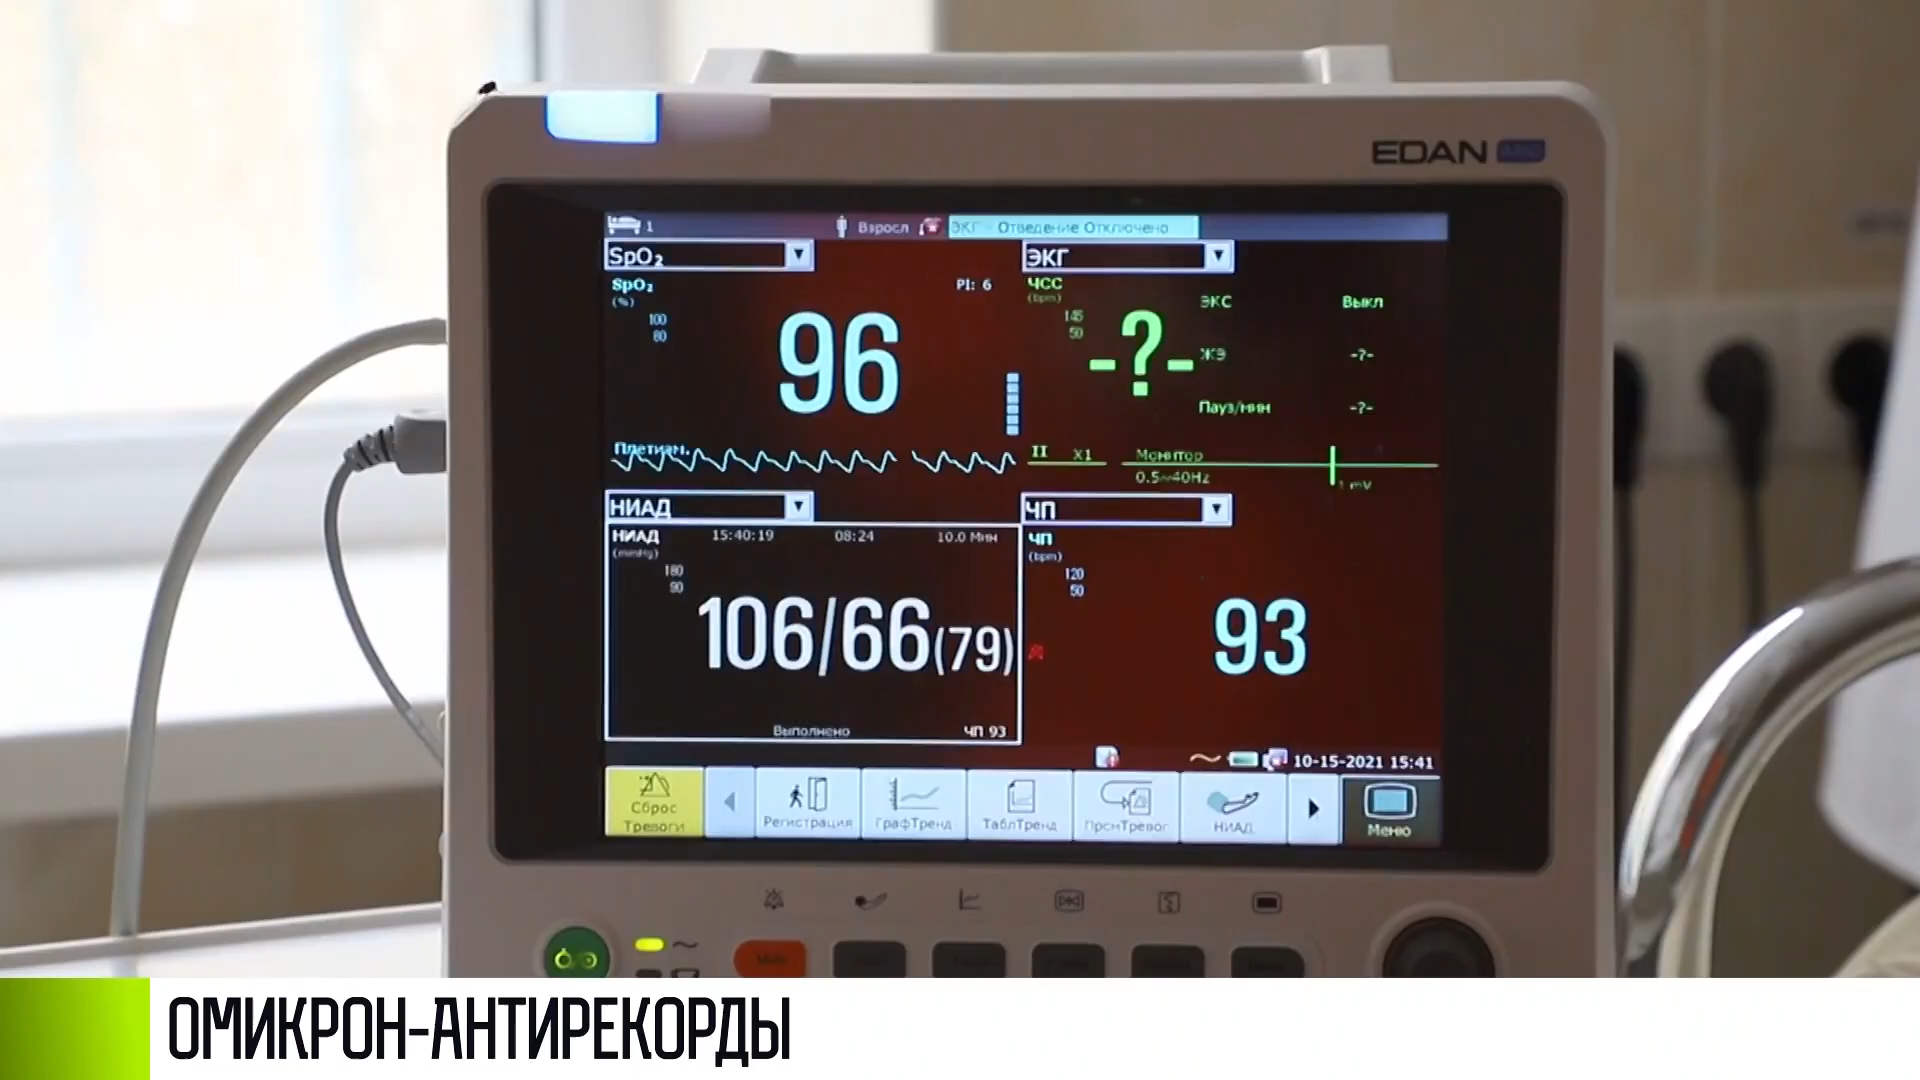 EDAN
1 Взросл ЭКГ - Отведение Отключено
SpO₂
ЭКГ
SpO₂ PI: 6
(%)
100
80
96
ЧСС
(bpm)
145
50
-?-
ЭКС Выкл
ЖЭ -?-
Пауз/мин -?-
Плетизм.
II X1 Монитор
0.5~40Hz 1 mV
НИАД
ЧП
НИАД 15:40:19 08:24 10.0 Мин
(mmHg)
180
90
106/66(79)
Выполнено ЧП 93
ЧП
(bpm)
120
50
93
10-15-2021 15:41
Сброс
Тревоги
Регистрация
ГрафТренд
ТаблТренд
ПрсмТревог
НИАД
Меню
ОМИКРОН-АНТИРЕКОРДЫ